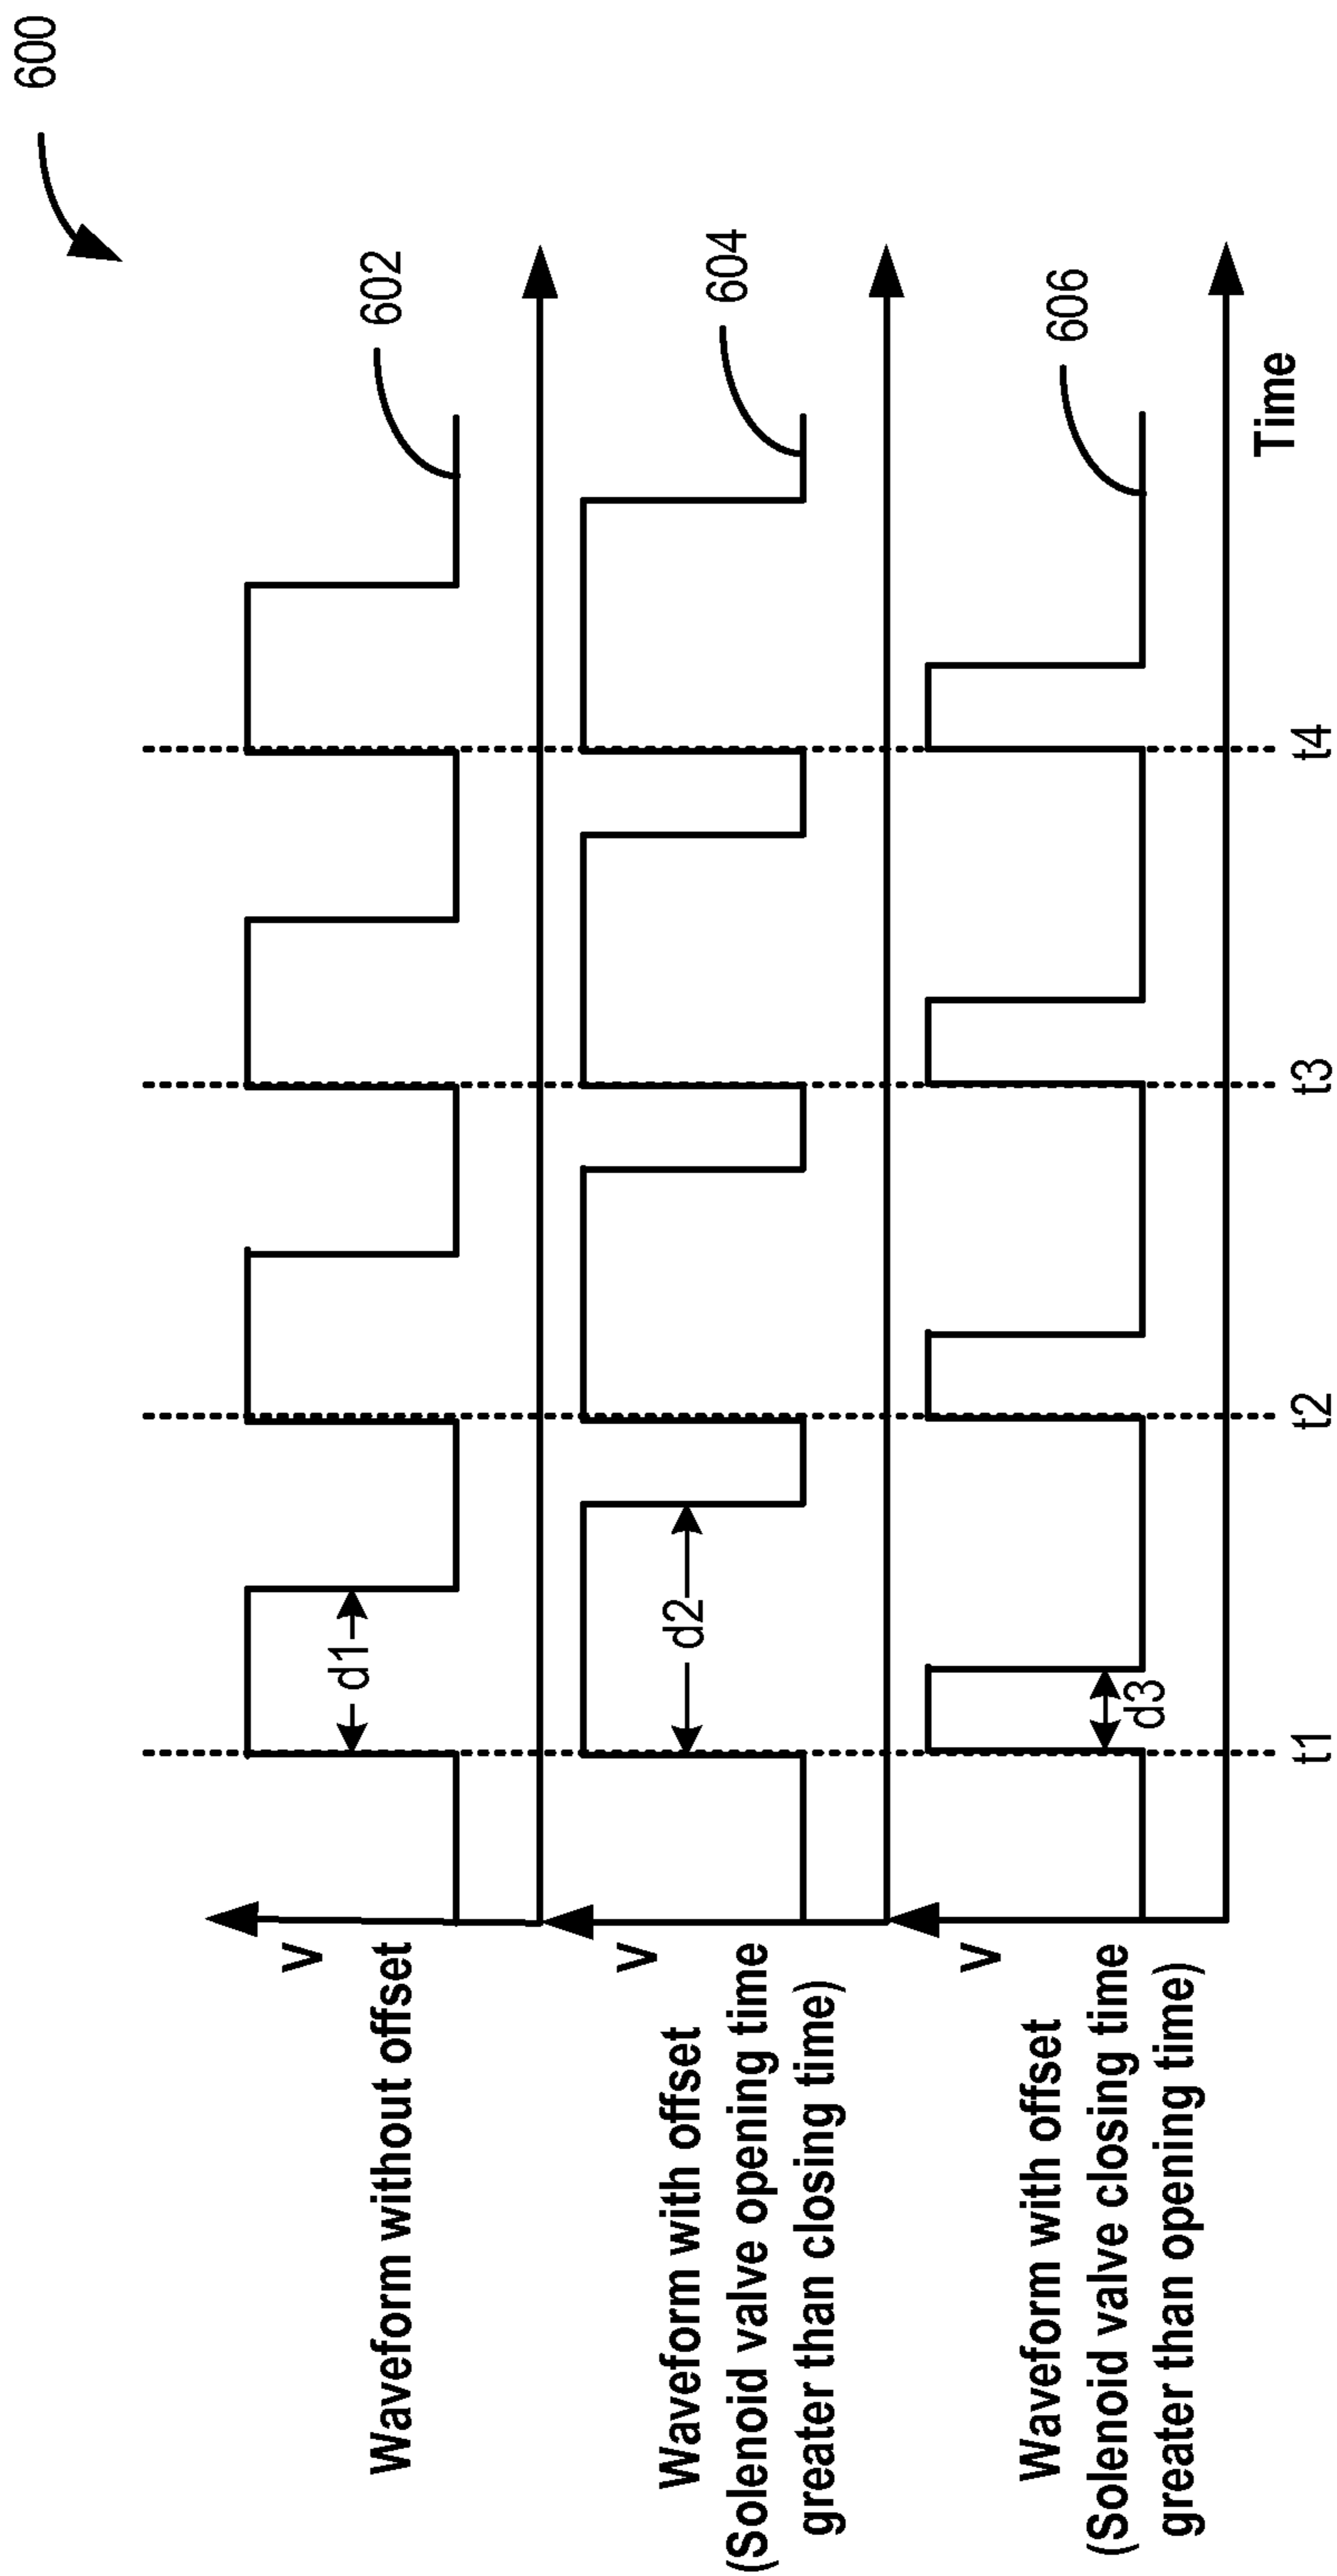 600
V
Waveform without offset
d1
602
V
Waveform with offset
(Solenoid valve opening time
greater than closing time)
d2
604
V
Waveform with offset
(Solenoid valve closing time
greater than opening time)
d3
606
t1
t2
t3
t4
Time